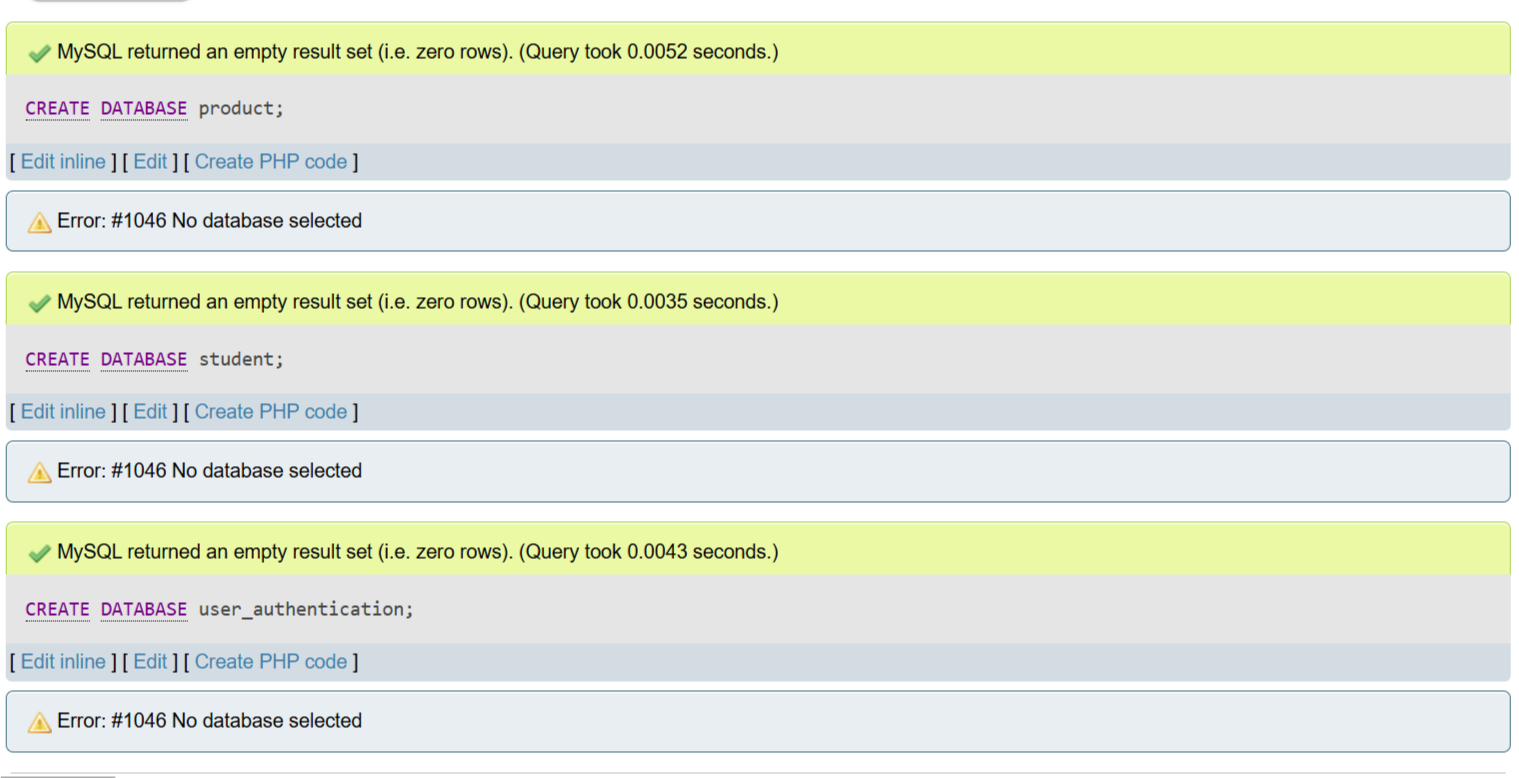 MySQL returned an empty result set (i.e. zero rows). (Query took 0.0052 seconds.)
CREATE DATABASE product;
[ Edit inline ] [ Edit ] [ Create PHP code ]
Error: #1046 No database selected
MySQL returned an empty result set (i.e. zero rows). (Query took 0.0035 seconds.)
CREATE DATABASE student;
[ Edit inline ] [ Edit ] [ Create PHP code ]
Error: #1046 No database selected
MySQL returned an empty result set (i.e. zero rows). (Query took 0.0043 seconds.)
CREATE DATABASE user_authentication;
[ Edit inline ] [ Edit ] [ Create PHP code ]
Error: #1046 No database selected